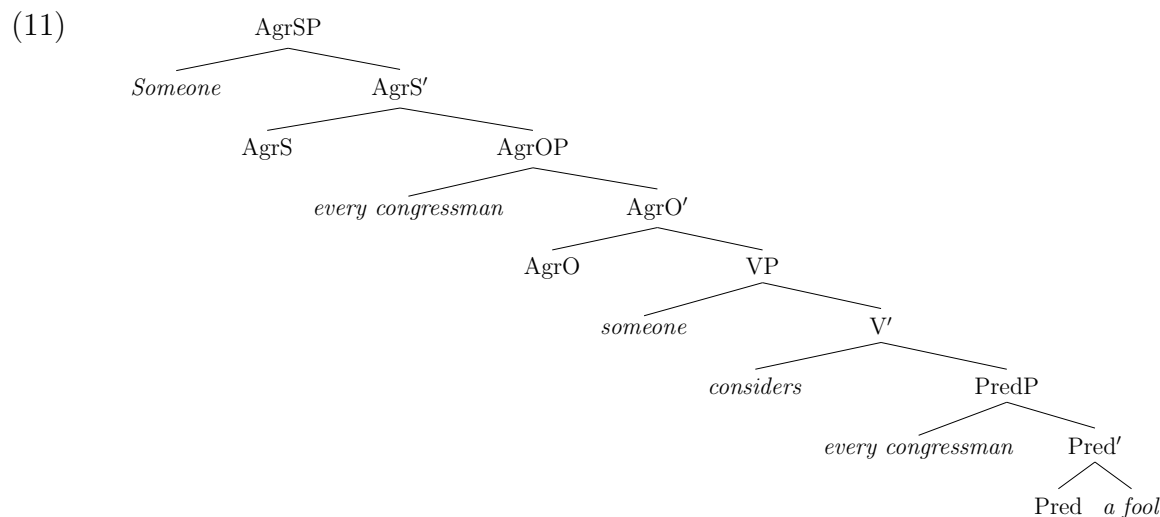 (11) AgrSP
Someone AgrS′
AgrS AgrOP
every congressman AgrO′
AgrO VP
someone V′
considers PredP
every congressman Pred′
Pred a fool